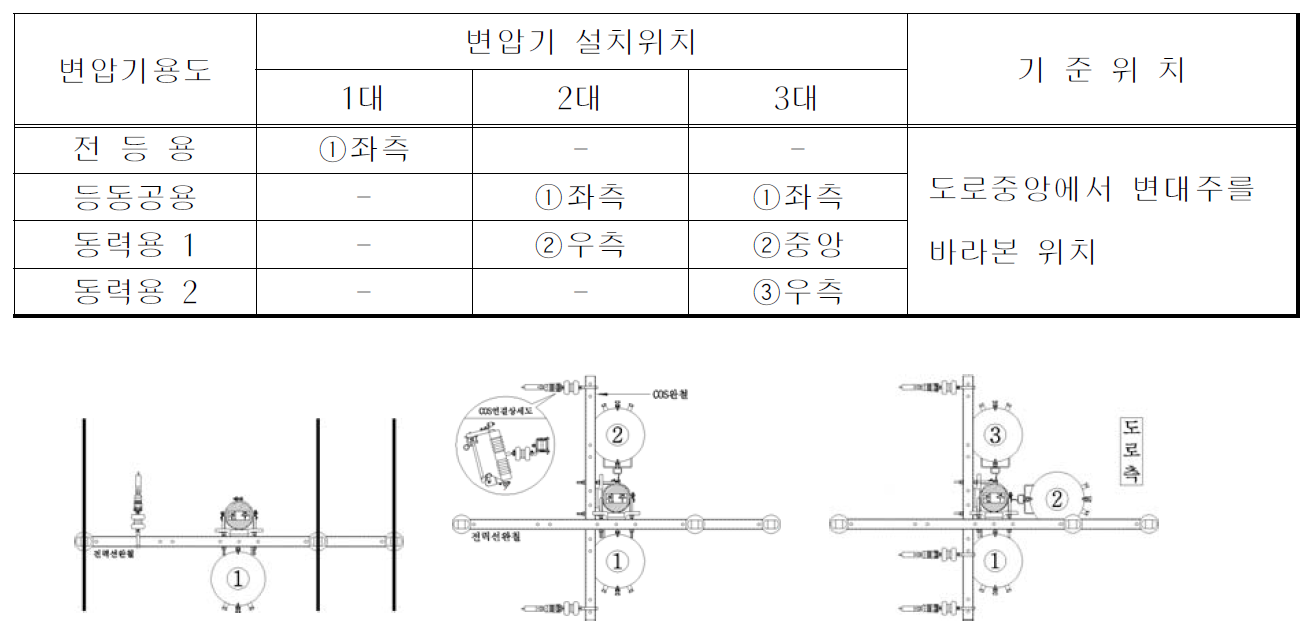 변압기용도 변압기 설치위치 기 준 위 치
1대 2대 3대
전 등 용 ①좌측 - - 도로중앙에서 변대주를 바라본 위치
등동공용 - ①좌측 ①좌측
동력용 1 - ②우측 ②중앙
동력용 2 - - ③우측
전력선완철
①
COS완철
COS연결상세도
②
전력선완철
①
③
②
①
도로측